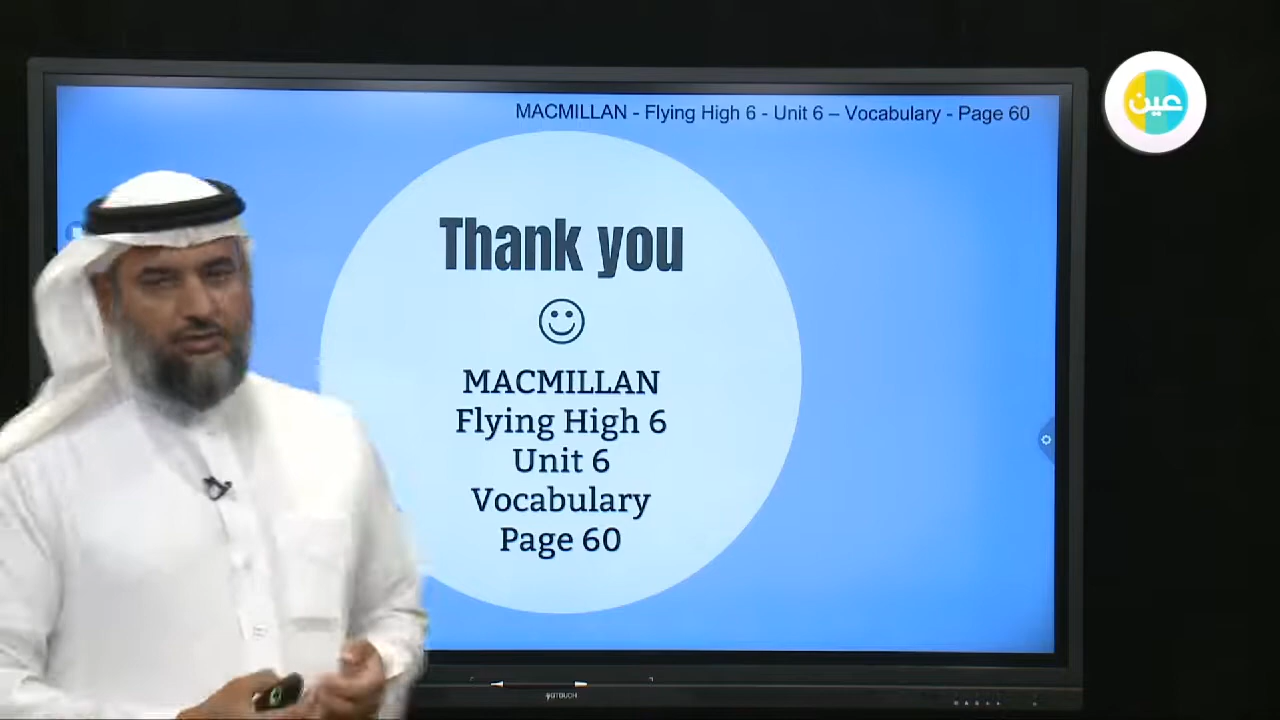 MACMILLAN - Flying High 6 - Unit 6 – Vocabulary - Page 60
عين
Thank you
MACMILLAN
Flying High 6
Unit 6
Vocabulary
Page 60